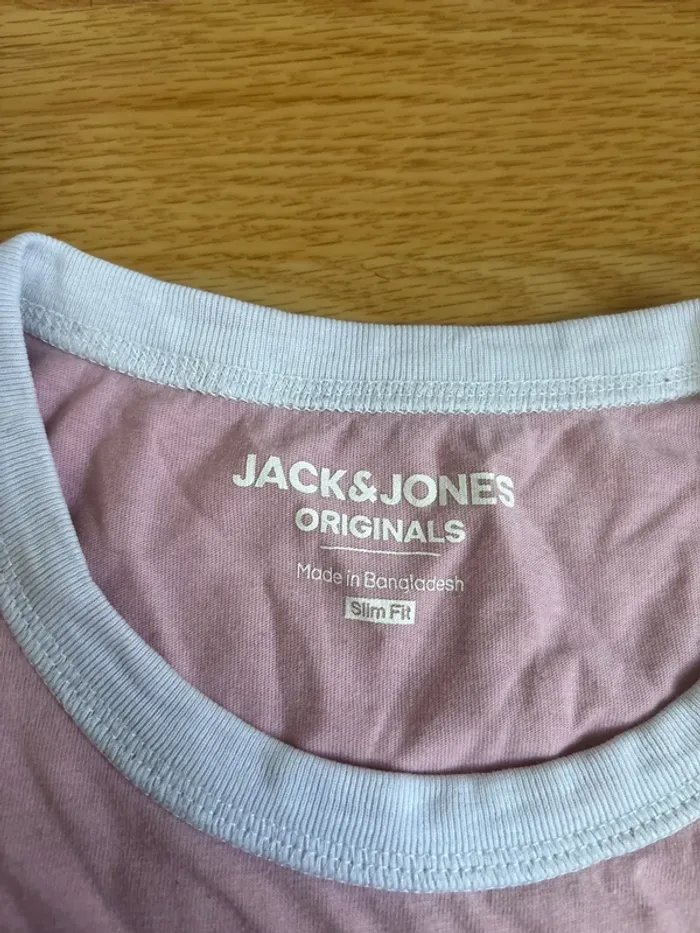 JACK&JONES
ORIGINALS
Made in Bangladesh
Slim Fit